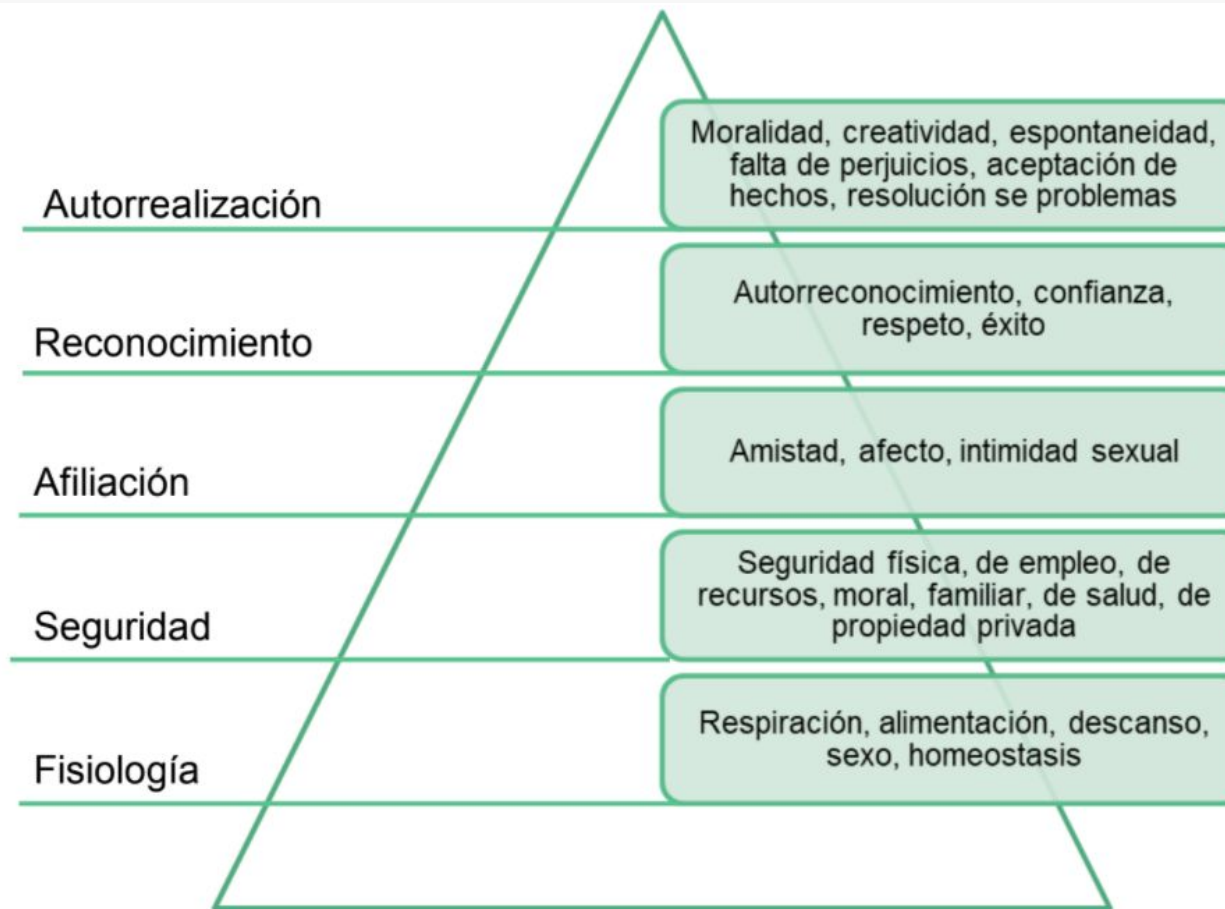 Moralidad, creatividad, espontaneidad,
falta de perjuicios, aceptación de
hechos, resolución se problemas
Autorrealización
Autorreconocimiento, confianza,
respeto, éxito
Reconocimiento
Amistad, afecto, intimidad sexual
Afiliación
Seguridad física, de empleo, de
recursos, moral, familiar, de salud, de
propiedad privada
Seguridad
Respiración, alimentación, descanso,
sexo, homeostasis
Fisiología